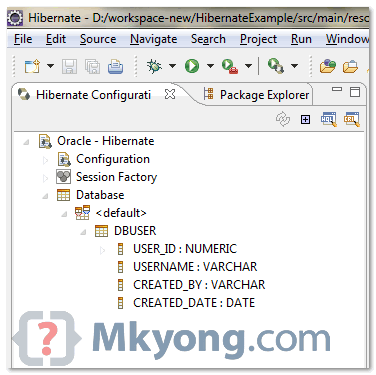 Hibernate - D:/workspace-new/HibernateExample/src/main/resc
File Edit Source Navigate Search Project Run Window
Hibernate Configurati Package Explorer
Oracle - Hibernate
Configuration
Session Factory
Database
<default>
DBUSER
USER_ID : NUMERIC
USERNAME : VARCHAR
CREATED_BY : VARCHAR
CREATED_DATE : DATE
{?} Mkyong.com